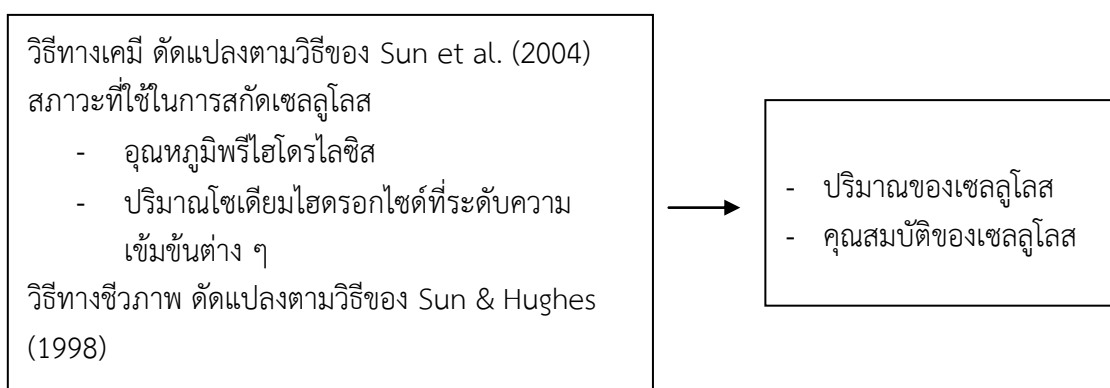 วิธีทางเคมี ดัดแปลงตามวิธีของ Sun et al. (2004)
สภาวะที่ใช้ในการสกัดเซลลูโลส
- อุณหภูมิพรีไฮโดรไลซิส
- ปริมาณโซเดียมไฮดรอกไซด์ที่ระดับความ
เข้มข้นต่าง ๆ
วิธีทางชีวภาพ ดัดแปลงตามวิธีของ Sun & Hughes
(1998)
- ปริมาณของเซลลูโลส
- คุณสมบัติของเซลลูโลส